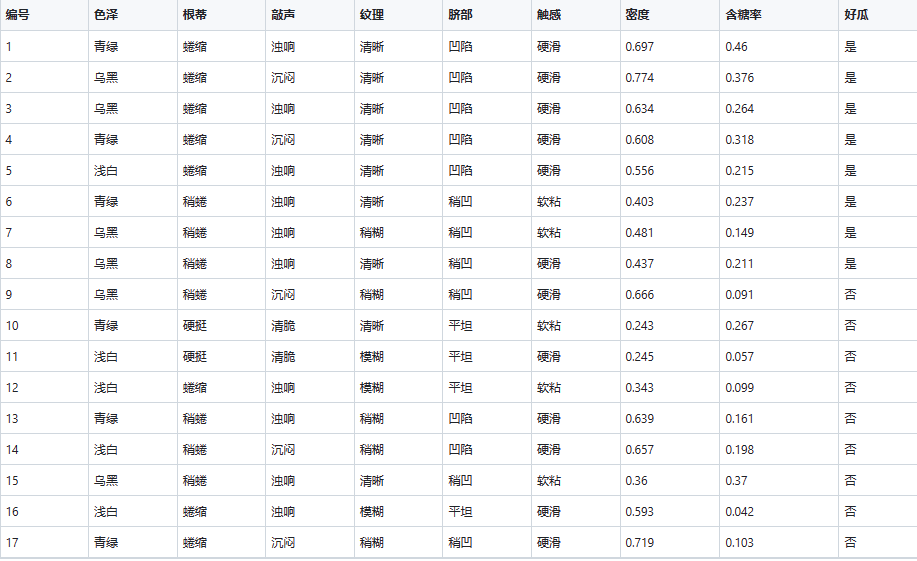 编号 色泽 根蒂 敲声 纹理 脐部 触感 密度 含糖率 好瓜
1 青绿 蜷缩 浊响 清晰 凹陷 硬滑 0.697 0.46 是
2 乌黑 蜷缩 沉闷 清晰 凹陷 硬滑 0.774 0.376 是
3 乌黑 蜷缩 浊响 清晰 凹陷 硬滑 0.634 0.264 是
4 青绿 蜷缩 沉闷 清晰 凹陷 硬滑 0.608 0.318 是
5 浅白 蜷缩 浊响 清晰 凹陷 硬滑 0.556 0.215 是
6 青绿 稍蜷 浊响 清晰 稍凹 软粘 0.403 0.237 是
7 乌黑 稍蜷 浊响 稍糊 稍凹 软粘 0.481 0.149 是
8 乌黑 稍蜷 浊响 清晰 稍凹 硬滑 0.437 0.211 是
9 乌黑 稍蜷 沉闷 稍糊 稍凹 硬滑 0.666 0.091 否
10 青绿 硬挺 清脆 清晰 平坦 软粘 0.243 0.267 否
11 浅白 硬挺 清脆 模糊 平坦 硬滑 0.245 0.057 否
12 浅白 蜷缩 浊响 模糊 平坦 软粘 0.343 0.099 否
13 青绿 稍蜷 浊响 稍糊 凹陷 硬滑 0.639 0.161 否
14 浅白 稍蜷 沉闷 稍糊 凹陷 硬滑 0.657 0.198 否
15 乌黑 稍蜷 浊响 清晰 稍凹 软粘 0.36 0.37 否
16 浅白 蜷缩 浊响 模糊 平坦 硬滑 0.593 0.042 否
17 青绿 蜷缩 沉闷 稍糊 稍凹 硬滑 0.719 0.103 否